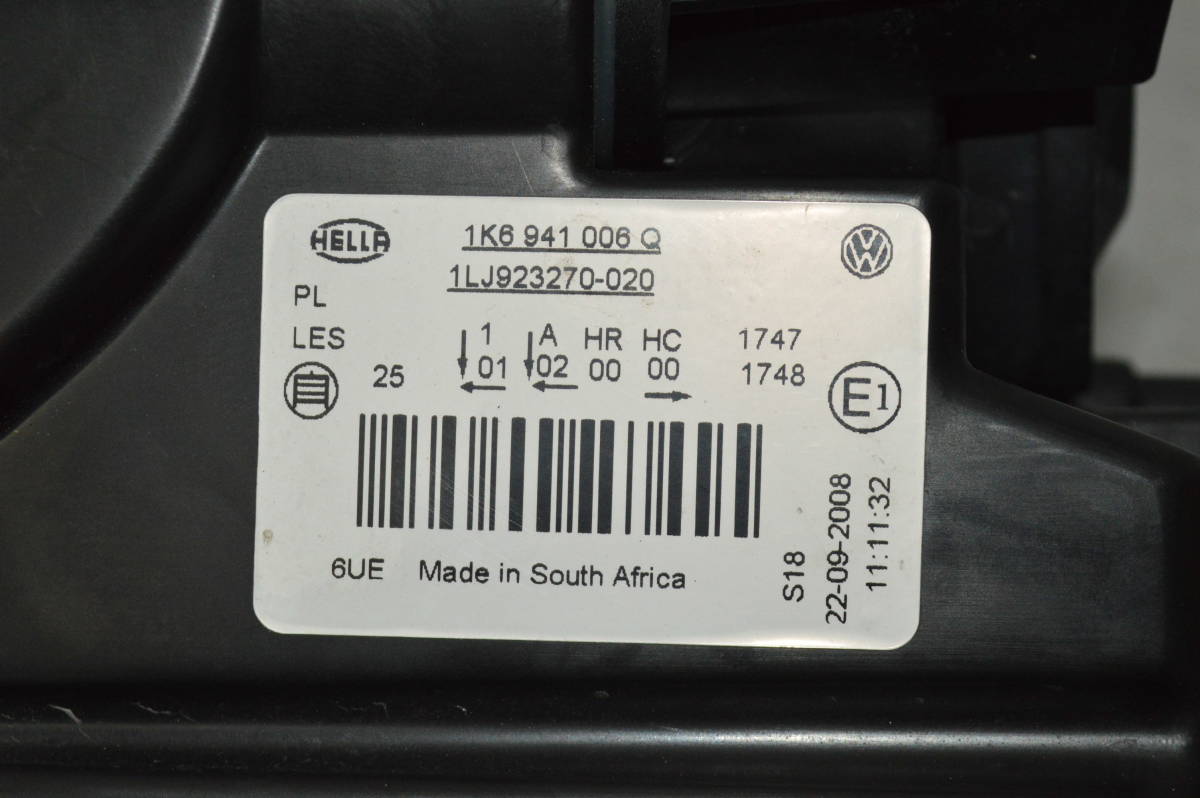 HELLA
1K6 941 006 Q
1LJ923270-020
PL
LES
1 A HR HC 1747
25 01 02 00 00 1748
自
E1
6UE Made in South Africa
S18
22-09-2008
11:11:32